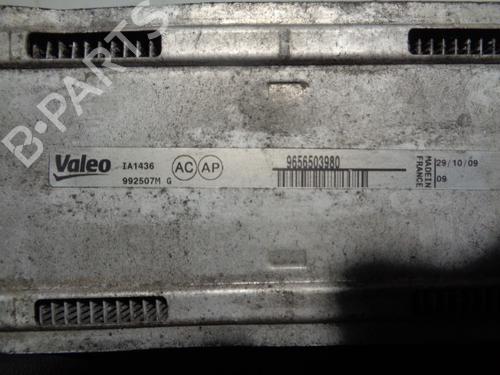 B-PARTS
Valeo
IA1436
992507M G
AC AP
9656503980
MADE IN
FRANCE
29/10/09
09